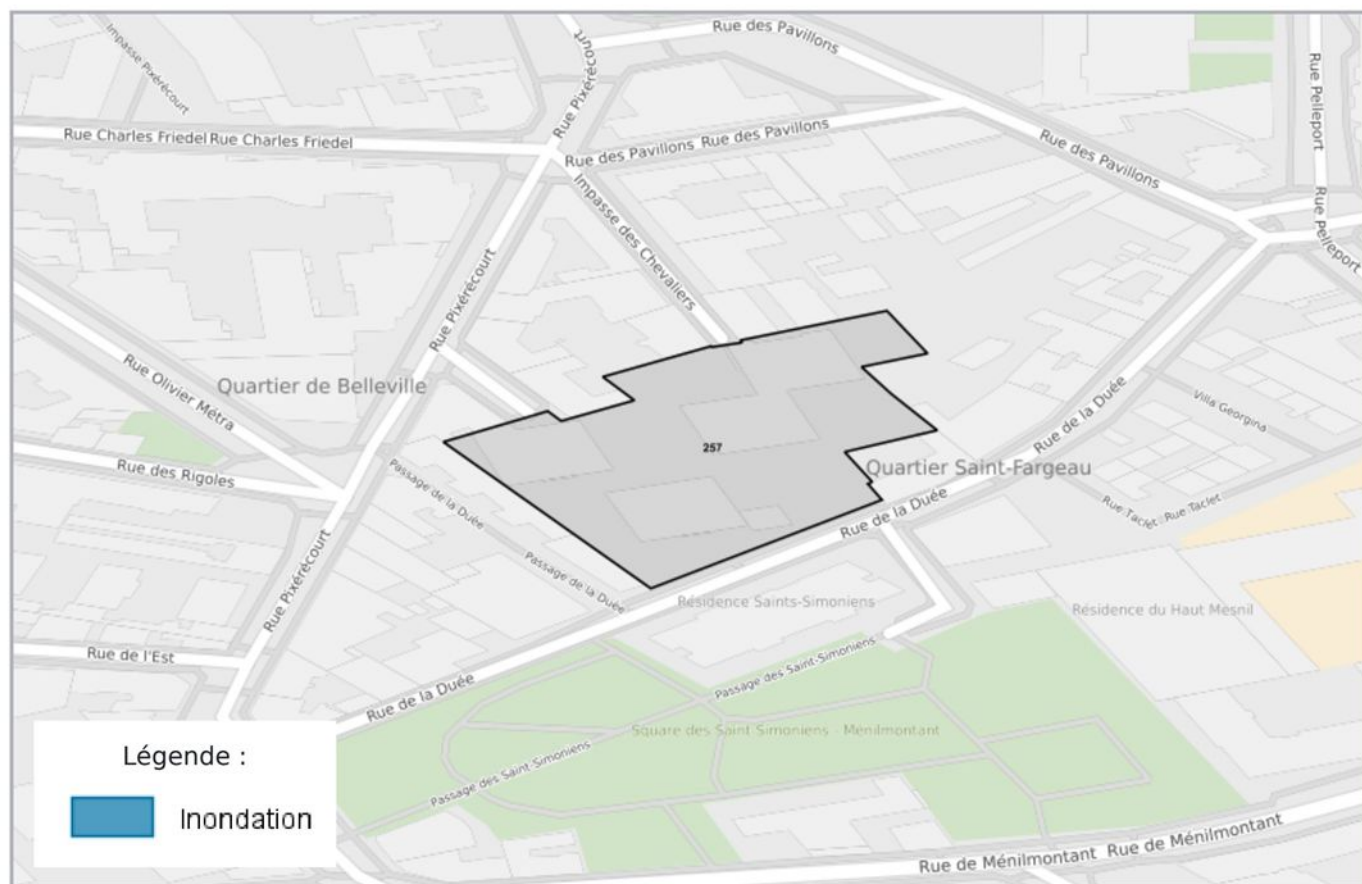 Rue des Pavillons
Impasse Pixérécourt
Rue Pixérécourt
Rue Pelleport
Rue Charles Friedel Rue Charles Friedel
Rue des Pavillons Rue des Pavillons
Rue des Pavillons
Impasse des Chevaliers
Rue Pelleport
Rue Pixérécourt
Rue Olivier Métra
Quartier de Belleville
Rue de la Duée
Villa Georgina
257
Quartier Saint-Fargeau
Rue des Rigoles
Passage de la Duée
Rue de la Duée
Rue Taclet Rue Taclet
Rue Pixérécourt
Passage de la Duée
Résidence Saints-Simoniens
Résidence du Haut Mesnil
Rue de l'Est
Rue de la Duée
Passage des Saint-Simoniens
Square des Saint-Simoniens - Ménilmontant
Passage des Saint-Simoniens
Légende :
Inondation
Rue de Ménilmontant Rue de Ménilmontant